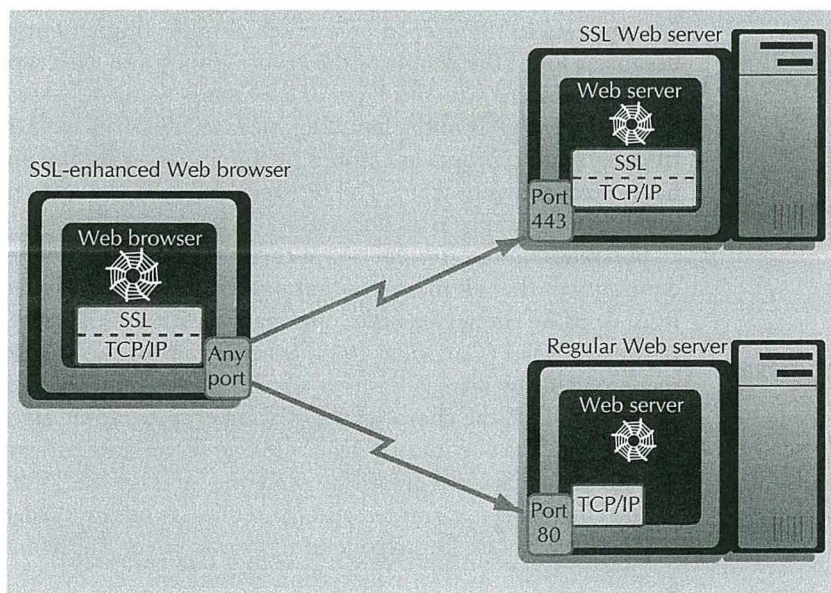 SSL Web server
Web server
SSL
TCP/IP
Port
443
SSL-enhanced Web browser
Web browser
SSL
TCP/IP
Any
port
Regular Web server
Web server
TCP/IP
Port
80